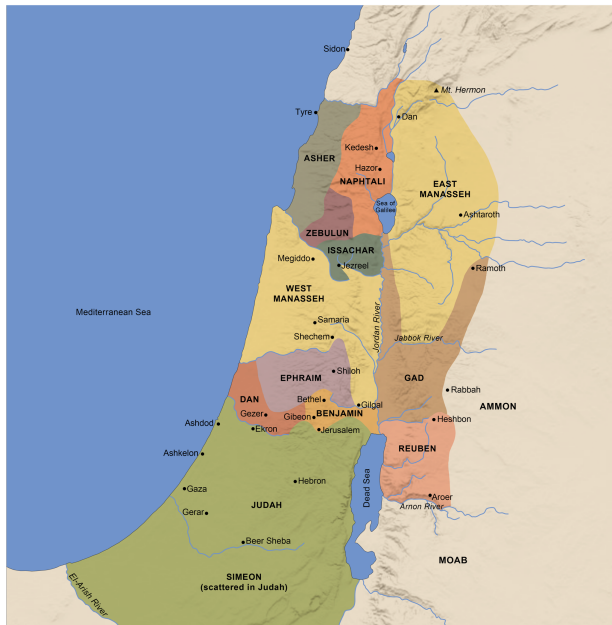 Sidon
Mt. Hermon
Tyre
Dan
Kedesh
ASHER
Hazor
NAPHTALI
EAST
MANASSEH
Sea of
Galilee
Ashtaroth
ZEBULUN
ISSACHAR
Megiddo
Jezreel
Ramoth
WEST
MANASSEH
Mediterranean Sea
Jordan River
Samaria
Shechem
Jabbok River
Shiloh
EPHRAIM
GAD
Rabbah
DAN
Bethel
Gilgal
AMMON
Gezer
Gibeon
BENJAMIN
Heshbon
Ashdod
Ekron
Jerusalem
REUBEN
Ashkelon
Dead Sea
Hebron
Gaza
JUDAH
Aroer
Arnon River
Gerar
Beer Sheba
MOAB
SIMEON
(scattered in Judah)
El-Arish River